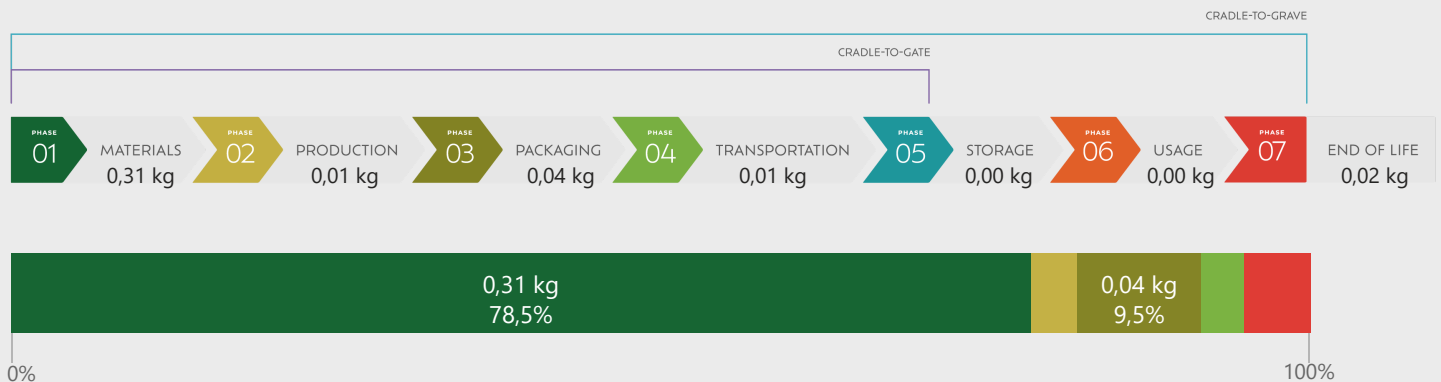 CRADLE-TO-GRAVE
CRADLE-TO-GATE
PHASE
01
MATERIALS
0,31 kg
PHASE
02
PRODUCTION
0,01 kg
PHASE
03
PACKAGING
0,04 kg
PHASE
04
TRANSPORTATION
0,01 kg
PHASE
05
STORAGE
0,00 kg
PHASE
06
USAGE
0,00 kg
PHASE
07
END OF LIFE
0,02 kg
0,31 kg
78,5%
0,04 kg
9,5%
0%
100%